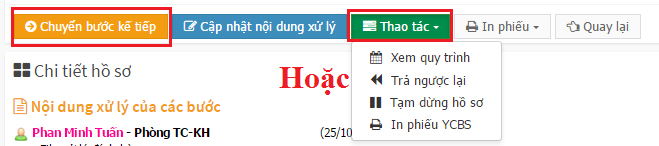 Chuyển bước kế tiếp Cập nhật nội dung xử lý Thao tác In phiếu Quay lại
Xem quy trình
Chi tiết hồ sơ
Hoặc
Trả ngược lại
Nội dung xử lý của các bước
Tạm dừng hồ sơ
In phiếu YCBS
Phan Minh Tuấn - Phòng TC-KH (25/10